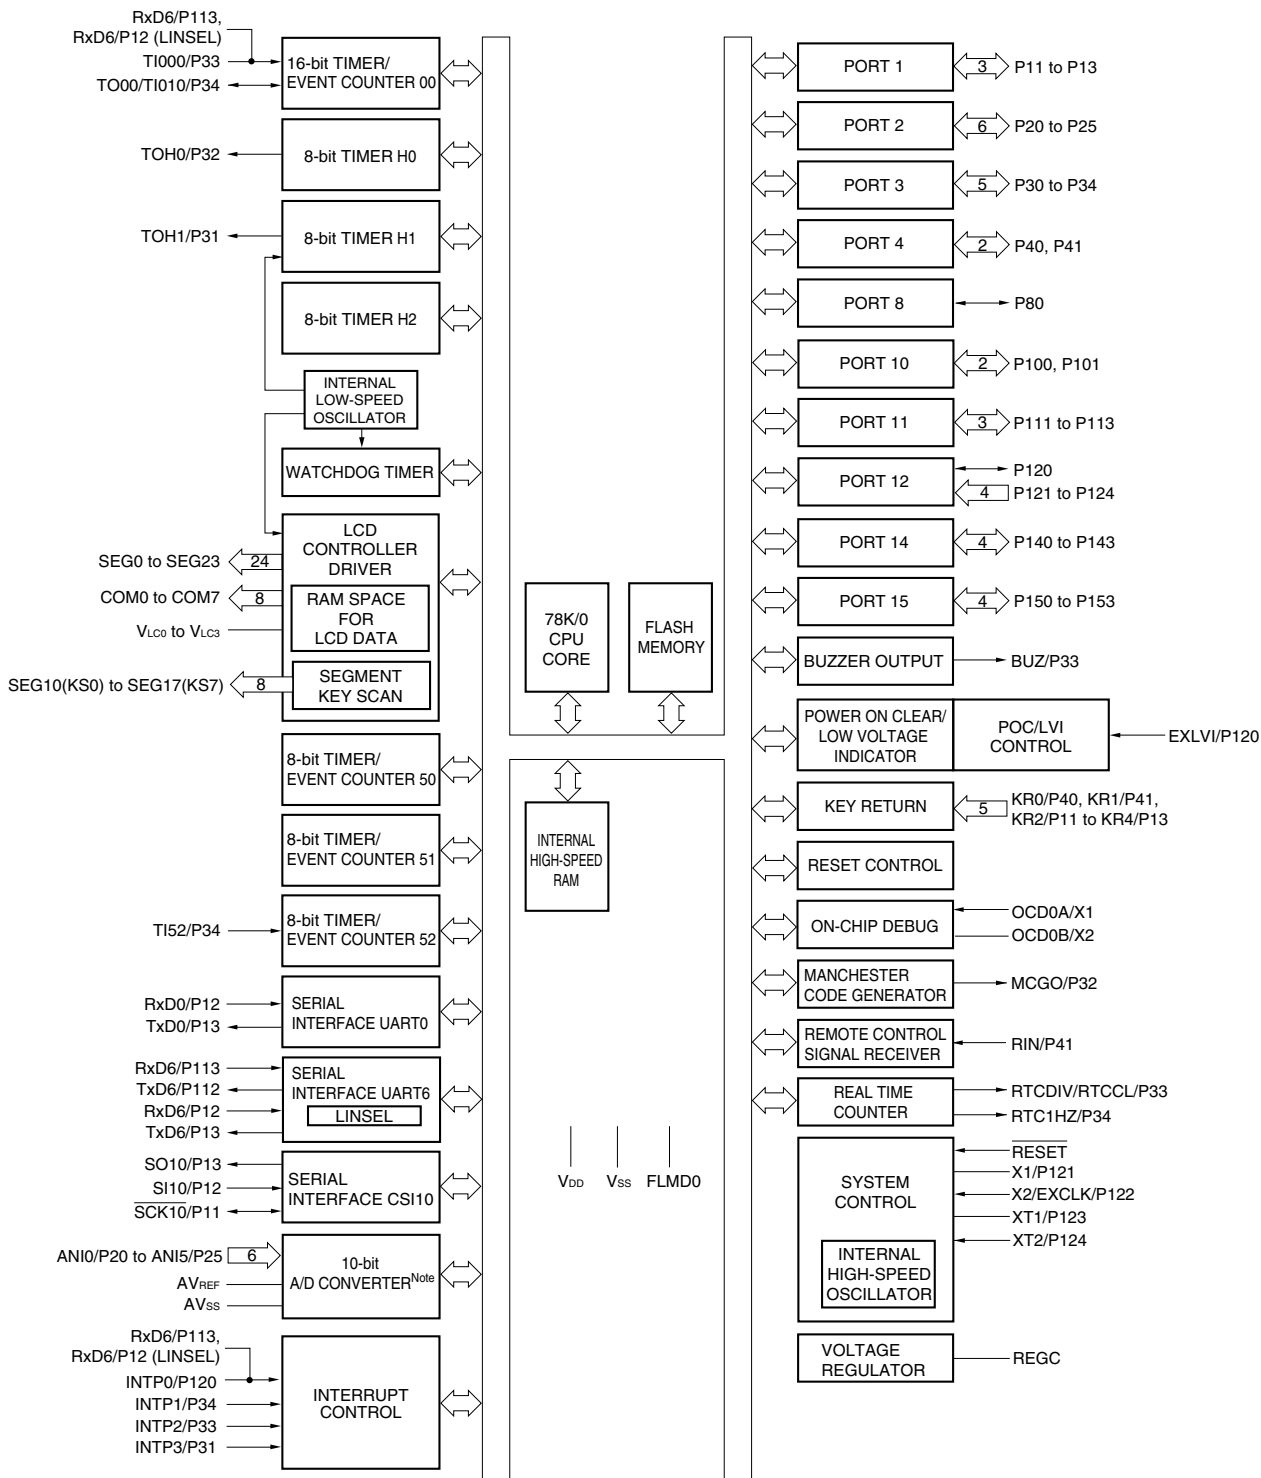 RxD6/P113,
RxD6/P12 (LINSEL)
TI000/P33
TO00/TI010/P34
16-bit TIMER/
EVENT COUNTER 00
TOH0/P32
8-bit TIMER H0
TOH1/P31
8-bit TIMER H1
8-bit TIMER H2
INTERNAL
LOW-SPEED
OSCILLATOR
WATCHDOG TIMER
LCD
CONTROLLER
DRIVER
SEG0 to SEG23
24
COM0 to COM7
8
RAM SPACE
FOR
LCD DATA
VLC0 to VLC3
SEG10(KS0) to SEG17(KS7)
8
SEGMENT
KEY SCAN
8-bit TIMER/
EVENT COUNTER 50
8-bit TIMER/
EVENT COUNTER 51
TI52/P34
8-bit TIMER/
EVENT COUNTER 52
RxD0/P12
TxD0/P13
SERIAL
INTERFACE UART0
RxD6/P113
TxD6/P112
RxD6/P12
TxD6/P13
SERIAL
INTERFACE UART6
LINSEL
SO10/P13
SI10/P12
SCK10/P11
SERIAL
INTERFACE CSI10
ANI0/P20 to ANI5/P25
6
AVREF
AVSS
10-bit
A/D CONVERTERNote
RxD6/P113,
RxD6/P12 (LINSEL)
INTP0/P120
INTP1/P34
INTP2/P33
INTP3/P31
INTERRUPT
CONTROL
78K/0
CPU
CORE
FLASH
MEMORY
INTERNAL
HIGH-SPEED
RAM
VDD
VSS
FLMD0
PORT 1
3
P11 to P13
PORT 2
6
P20 to P25
PORT 3
5
P30 to P34
PORT 4
2
P40, P41
PORT 8
P80
PORT 10
2
P100, P101
PORT 11
3
P111 to P113
PORT 12
P120
4
P121 to P124
PORT 14
4
P140 to P143
PORT 15
4
P150 to P153
BUZZER OUTPUT
BUZ/P33
POWER ON CLEAR/
LOW VOLTAGE
INDICATOR
POC/LVI
CONTROL
EXLVI/P120
KEY RETURN
5
KR0/P40, KR1/P41,
KR2/P11 to KR4/P13
RESET CONTROL
ON-CHIP DEBUG
OCD0A/X1
OCD0B/X2
MANCHESTER
CODE GENERATOR
MCGO/P32
REMOTE CONTROL
SIGNAL RECEIVER
RIN/P41
REAL TIME
COUNTER
RTCDIV/RTCCL/P33
RTC1HZ/P34
SYSTEM
CONTROL
RESET
X1/P121
X2/EXCLK/P122
XT1/P123
XT2/P124
INTERNAL
HIGH-SPEED
OSCILLATOR
VOLTAGE
REGULATOR
REGC